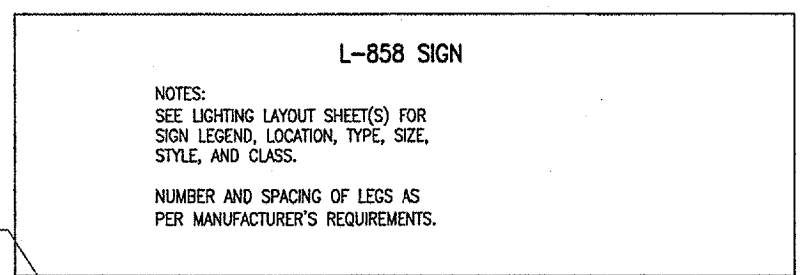 L-858 SIGN
NOTES:
SEE LIGHTING LAYOUT SHEET(S) FOR
SIGN LEGEND, LOCATION, TYPE, SIZE,
STYLE, AND CLASS.
NUMBER AND SPACING OF LEGS AS
PER MANUFACTURER'S REQUIREMENTS.